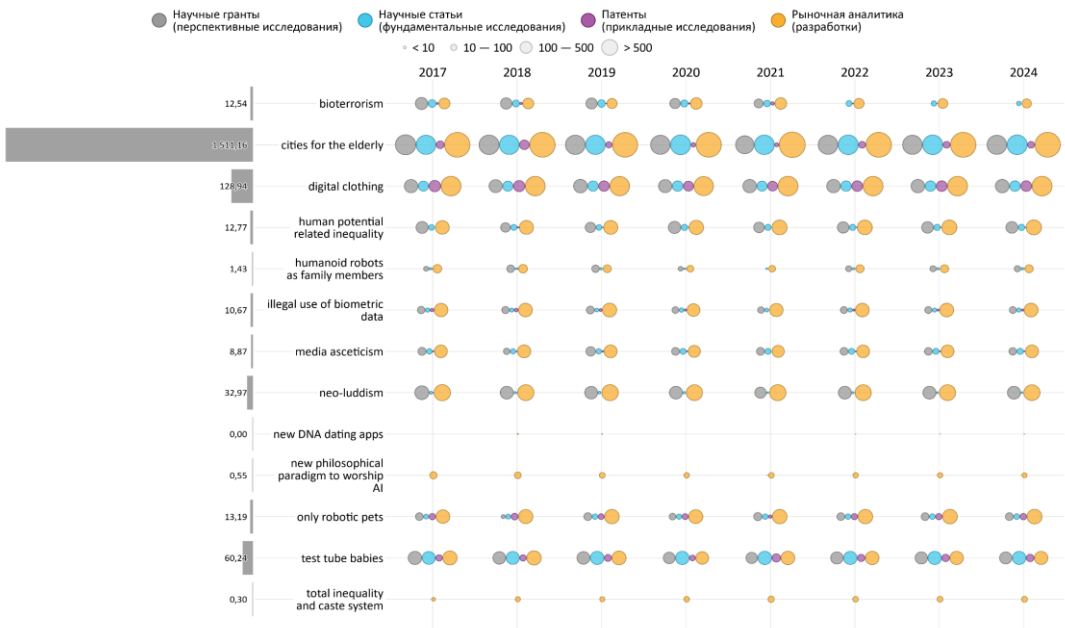 Научные гранты
(перспективные исследования)
Научные статьи
(фундаментальные исследования)
Патенты
(прикладные исследования)
Рыночная аналитика
(разработки)
< 10 10 — 100 100 — 500 > 500
2017 2018 2019 2020 2021 2022 2023 2024
12,54 bioterrorism
1.511,16 cities for the elderly
128,94 digital clothing
12,77 human potential
related inequality
1,43 humanoid robots
as family members
10,67 illegal use of biometric
data
8,87 media asceticism
32,97 neo-luddism
0,00 new DNA dating apps
0,55 new philosophical
paradigm to worship
AI
13,19 only robotic pets
60,24 test tube babies
0,30 total inequality
and caste system